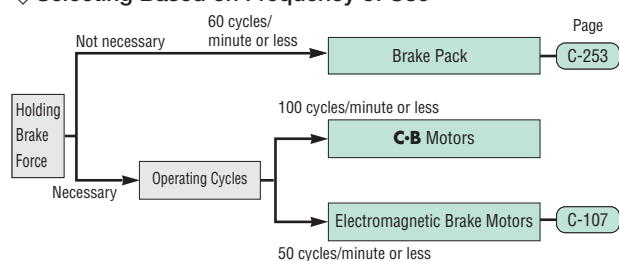 ◇ Selecting Based on Frequency of Use
Page
60 cycles/
minute or less
Not necessary
Brake Pack
C-253
100 cycles/minute or less
Holding
Brake
Force
C•B Motors
Necessary
Operating Cycles
Electromagnetic Brake Motors
C-107
50 cycles/minute or less